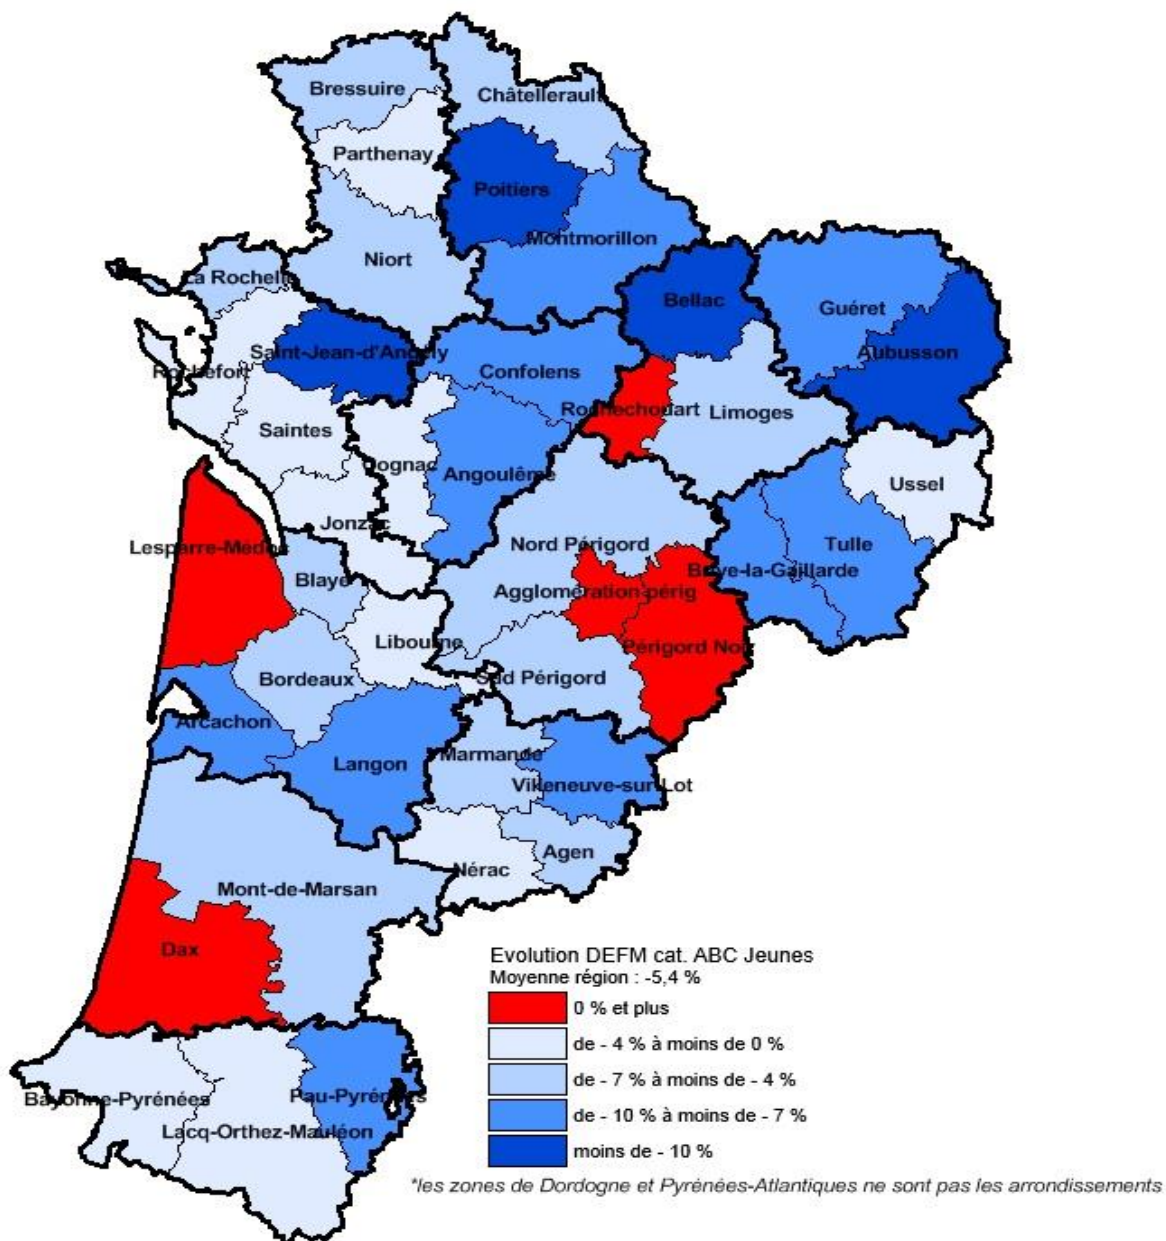 Bressuire
Châtellerault
Parthenay
Poitiers
Montmorillon
Niort
La Rochelle
Bellac
Guéret
Saint-Jean-d'Angély
Aubusson
Rochefort
Confolens
Rochechouart
Limoges
Saintes
Cognac
Angoulême
Ussel
Jonzac
Lesparre-Médoc
Nord Périgord
Tulle
Brive-la-Gaillarde
Blaye
Agglomération périg
Libourne
Périgord Noir
Bordeaux
Sud Périgord
Arcachon
Langon
Marmande
Villeneuve-sur-Lot
Agen
Nérac
Mont-de-Marsan
Dax
Bayonne-Pyrénées
Pau-Pyrénées
Lacq-Orthez-Mauléon
Evolution DEFM cat. ABC Jeunes
Moyenne région : -5,4 %
0 % et plus
de - 4 % à moins de 0 %
de - 7 % à moins de - 4 %
de - 10 % à moins de - 7 %
moins de - 10 %
*les zones de Dordogne et Pyrénées-Atlantiques ne sont pas les arrondissements